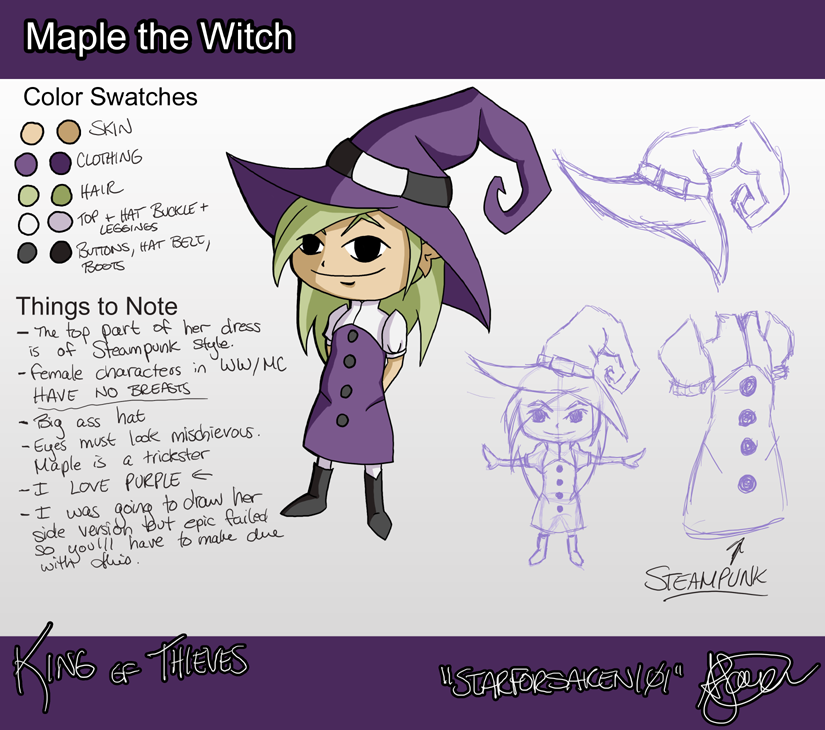 Maple the Witch
Color Swatches
SKIN
CLOTHING
HAIR
TOP + HAT BUCKLE +
LEGGINGS
BUTTONS, HAT BELT,
BOOTS
Things to Note
- The top part of her dress
is of Steampunk style.
- Female characters in WW/MC
HAVE NO BREASTS
- Big ass hat
- Eyes must look mischievous.
Maple is a trickster
- I LOVE PURPLE ←
- I was going to draw her
side version but epic failed
so you'll have to make due
with this.
STEAMPUNK
KING OF THIEVES
"STARFORSAKEN101"